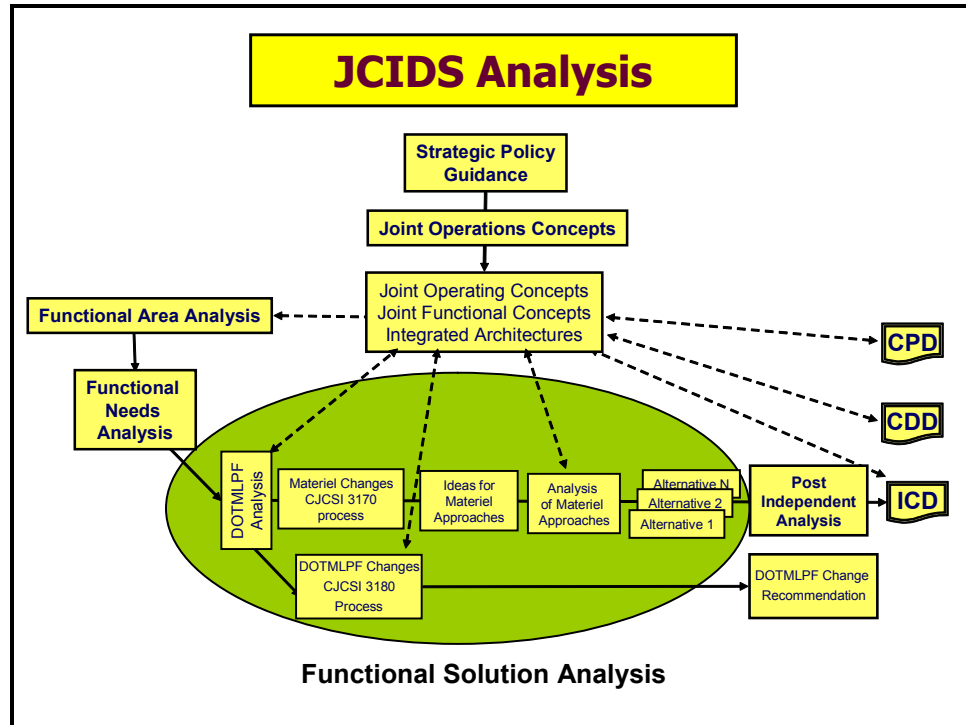 JCIDS Analysis
Strategic Policy
Guidance
Joint Operations Concepts
Joint Operating Concepts
Joint Functional Concepts
Integrated Architectures
Functional Area Analysis
CPD
Functional
Needs
Analysis
CDD
DOTMLPF
Analysis
Materiel Changes
CJCSI 3170
process
Ideas for
Materiel
Approaches
Analysis
of Materiel
Approaches
Alternative N
Alternative 2
Alternative 1
Post
Independent
Analysis
ICD
DOTMLPF Changes
CJCSI 3180
Process
DOTMLPF Change
Recommendation
Functional Solution Analysis